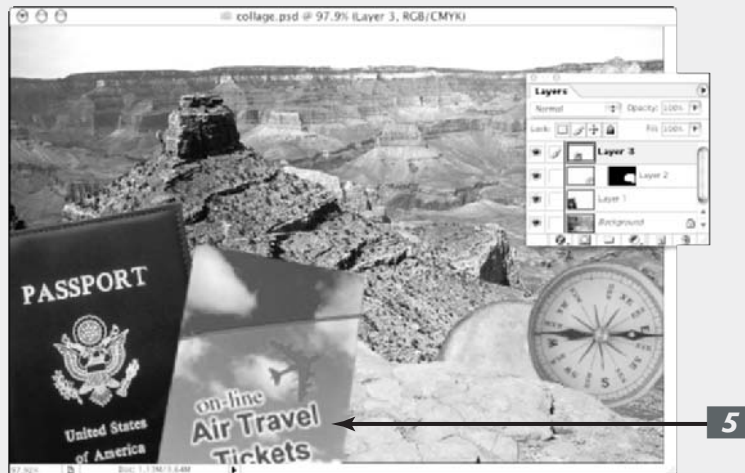 collage.psd @ 97.9% (Layer 3, RGB/CMYK)
Layers
Normal Opacity: 100%
Lock: Fill: 100%
Layer 3
Layer 2
Layer 1
Background
PASSPORT
United States
of America
on-line
Air Travel
Tickets
N
E
S
W
5
97.92% Doc: 1.13M/5.64M